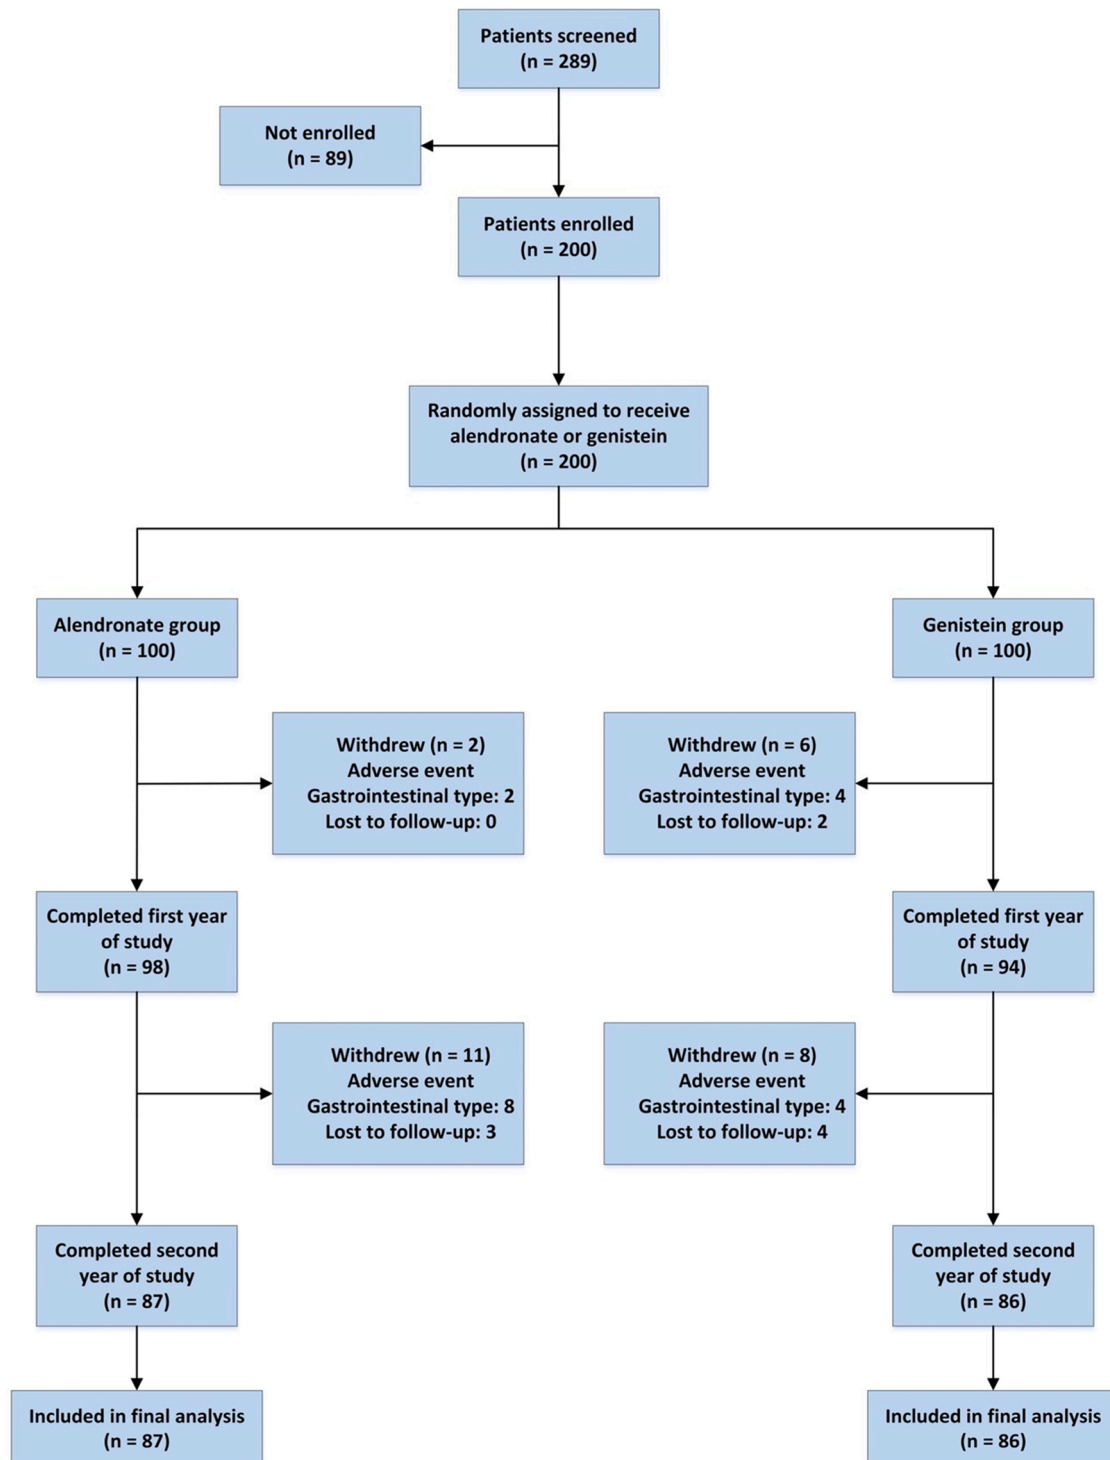 Patients screened
(n = 289)
Not enrolled
(n = 89)
Patients enrolled
(n = 200)
Randomly assigned to receive
alendronate or genistein
(n = 200)
Alendronate group
(n = 100)
Genistein group
(n = 100)
Withdrew (n = 2)
Adverse event
Gastrointestinal type: 2
Lost to follow-up: 0
Withdrew (n = 6)
Adverse event
Gastrointestinal type: 4
Lost to follow-up: 2
Completed first year
of study
(n = 98)
Completed first year
of study
(n = 94)
Withdrew (n = 11)
Adverse event
Gastrointestinal type: 8
Lost to follow-up: 3
Withdrew (n = 8)
Adverse event
Gastrointestinal type: 4
Lost to follow-up: 4
Completed second
year of study
(n = 87)
Completed second
year of study
(n = 86)
Included in final analysis
(n = 87)
Included in final analysis
(n = 86)